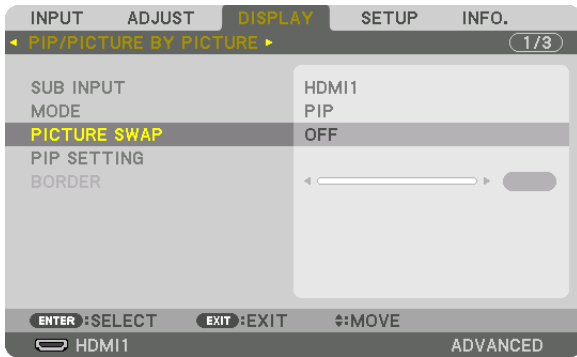 INPUT ADJUST DISPLAY SETUP INFO.
PIP/PICTURE BY PICTURE 1/3
SUB INPUT HDMI1
MODE PIP
PICTURE SWAP OFF
PIP SETTING
BORDER
ENTER :SELECT EXIT :EXIT :MOVE
HDMI1 ADVANCED